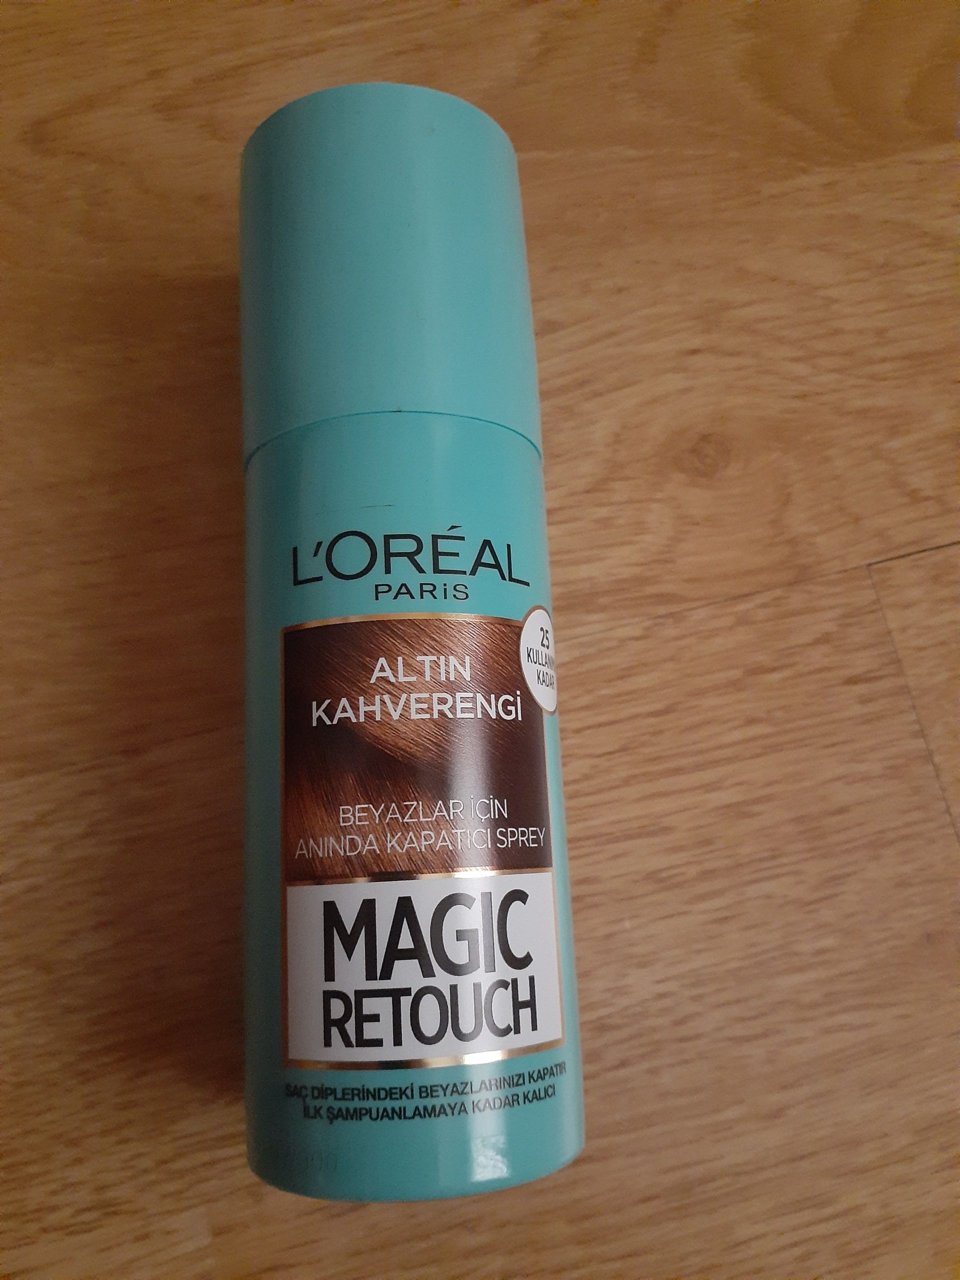 L'ORÉAL
PARiS
25
KULLANIM
KADAR
ALTIN
KAHVERENGİ
BEYAZLAR İÇİN
ANINDA KAPATICI SPREY
MAGIC
RETOUCH
SAÇ DİPLERİNDEKİ BEYAZLARINIZI KAPATIR
İLK ŞAMPUANLAMAYA KADAR KALICI